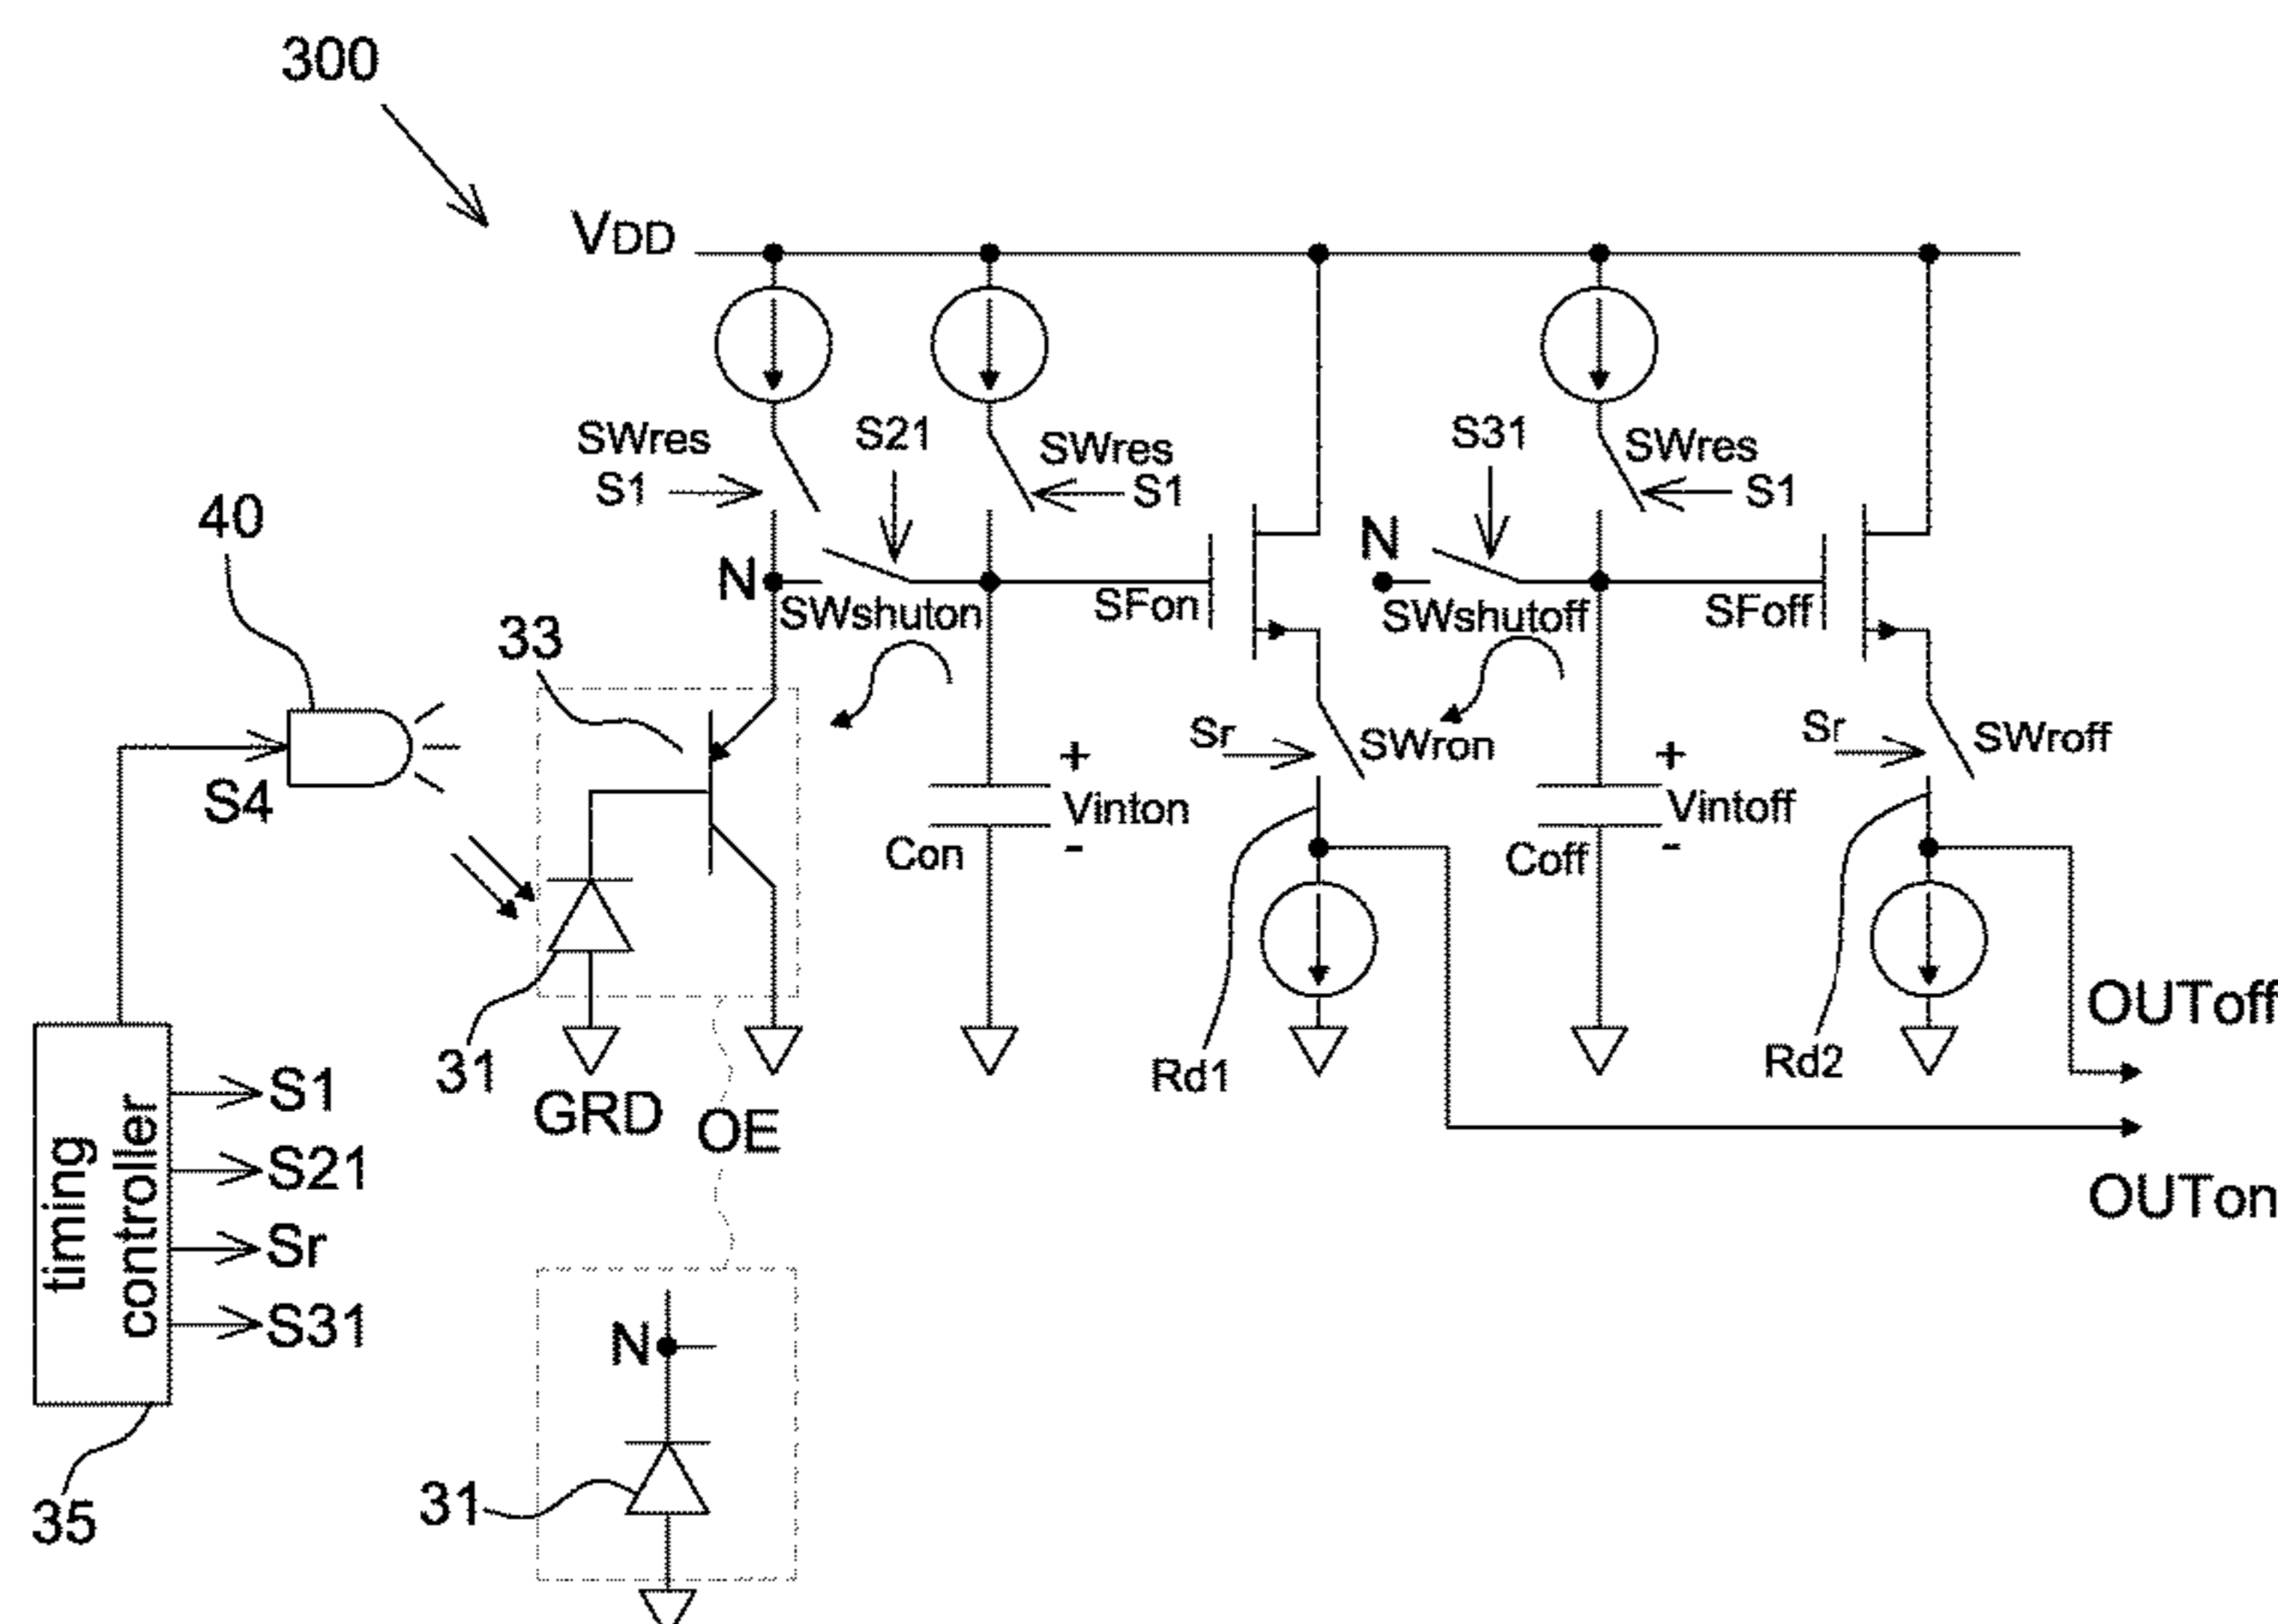 300
VDD
SWres
S1
S21
SWres
S1
S31
SWres
S1
40
N
SWshuton
SFon
N
SWshutoff
SFoff
33
S4
Sr
SWron
Sr
SWroff
+
Vinton
-
Con
+
Vintoff
-
Coff
31
GRD
OE
Rd1
Rd2
OUToff
OUTon
timing
controller
S1
S21
Sr
S31
35
N
31